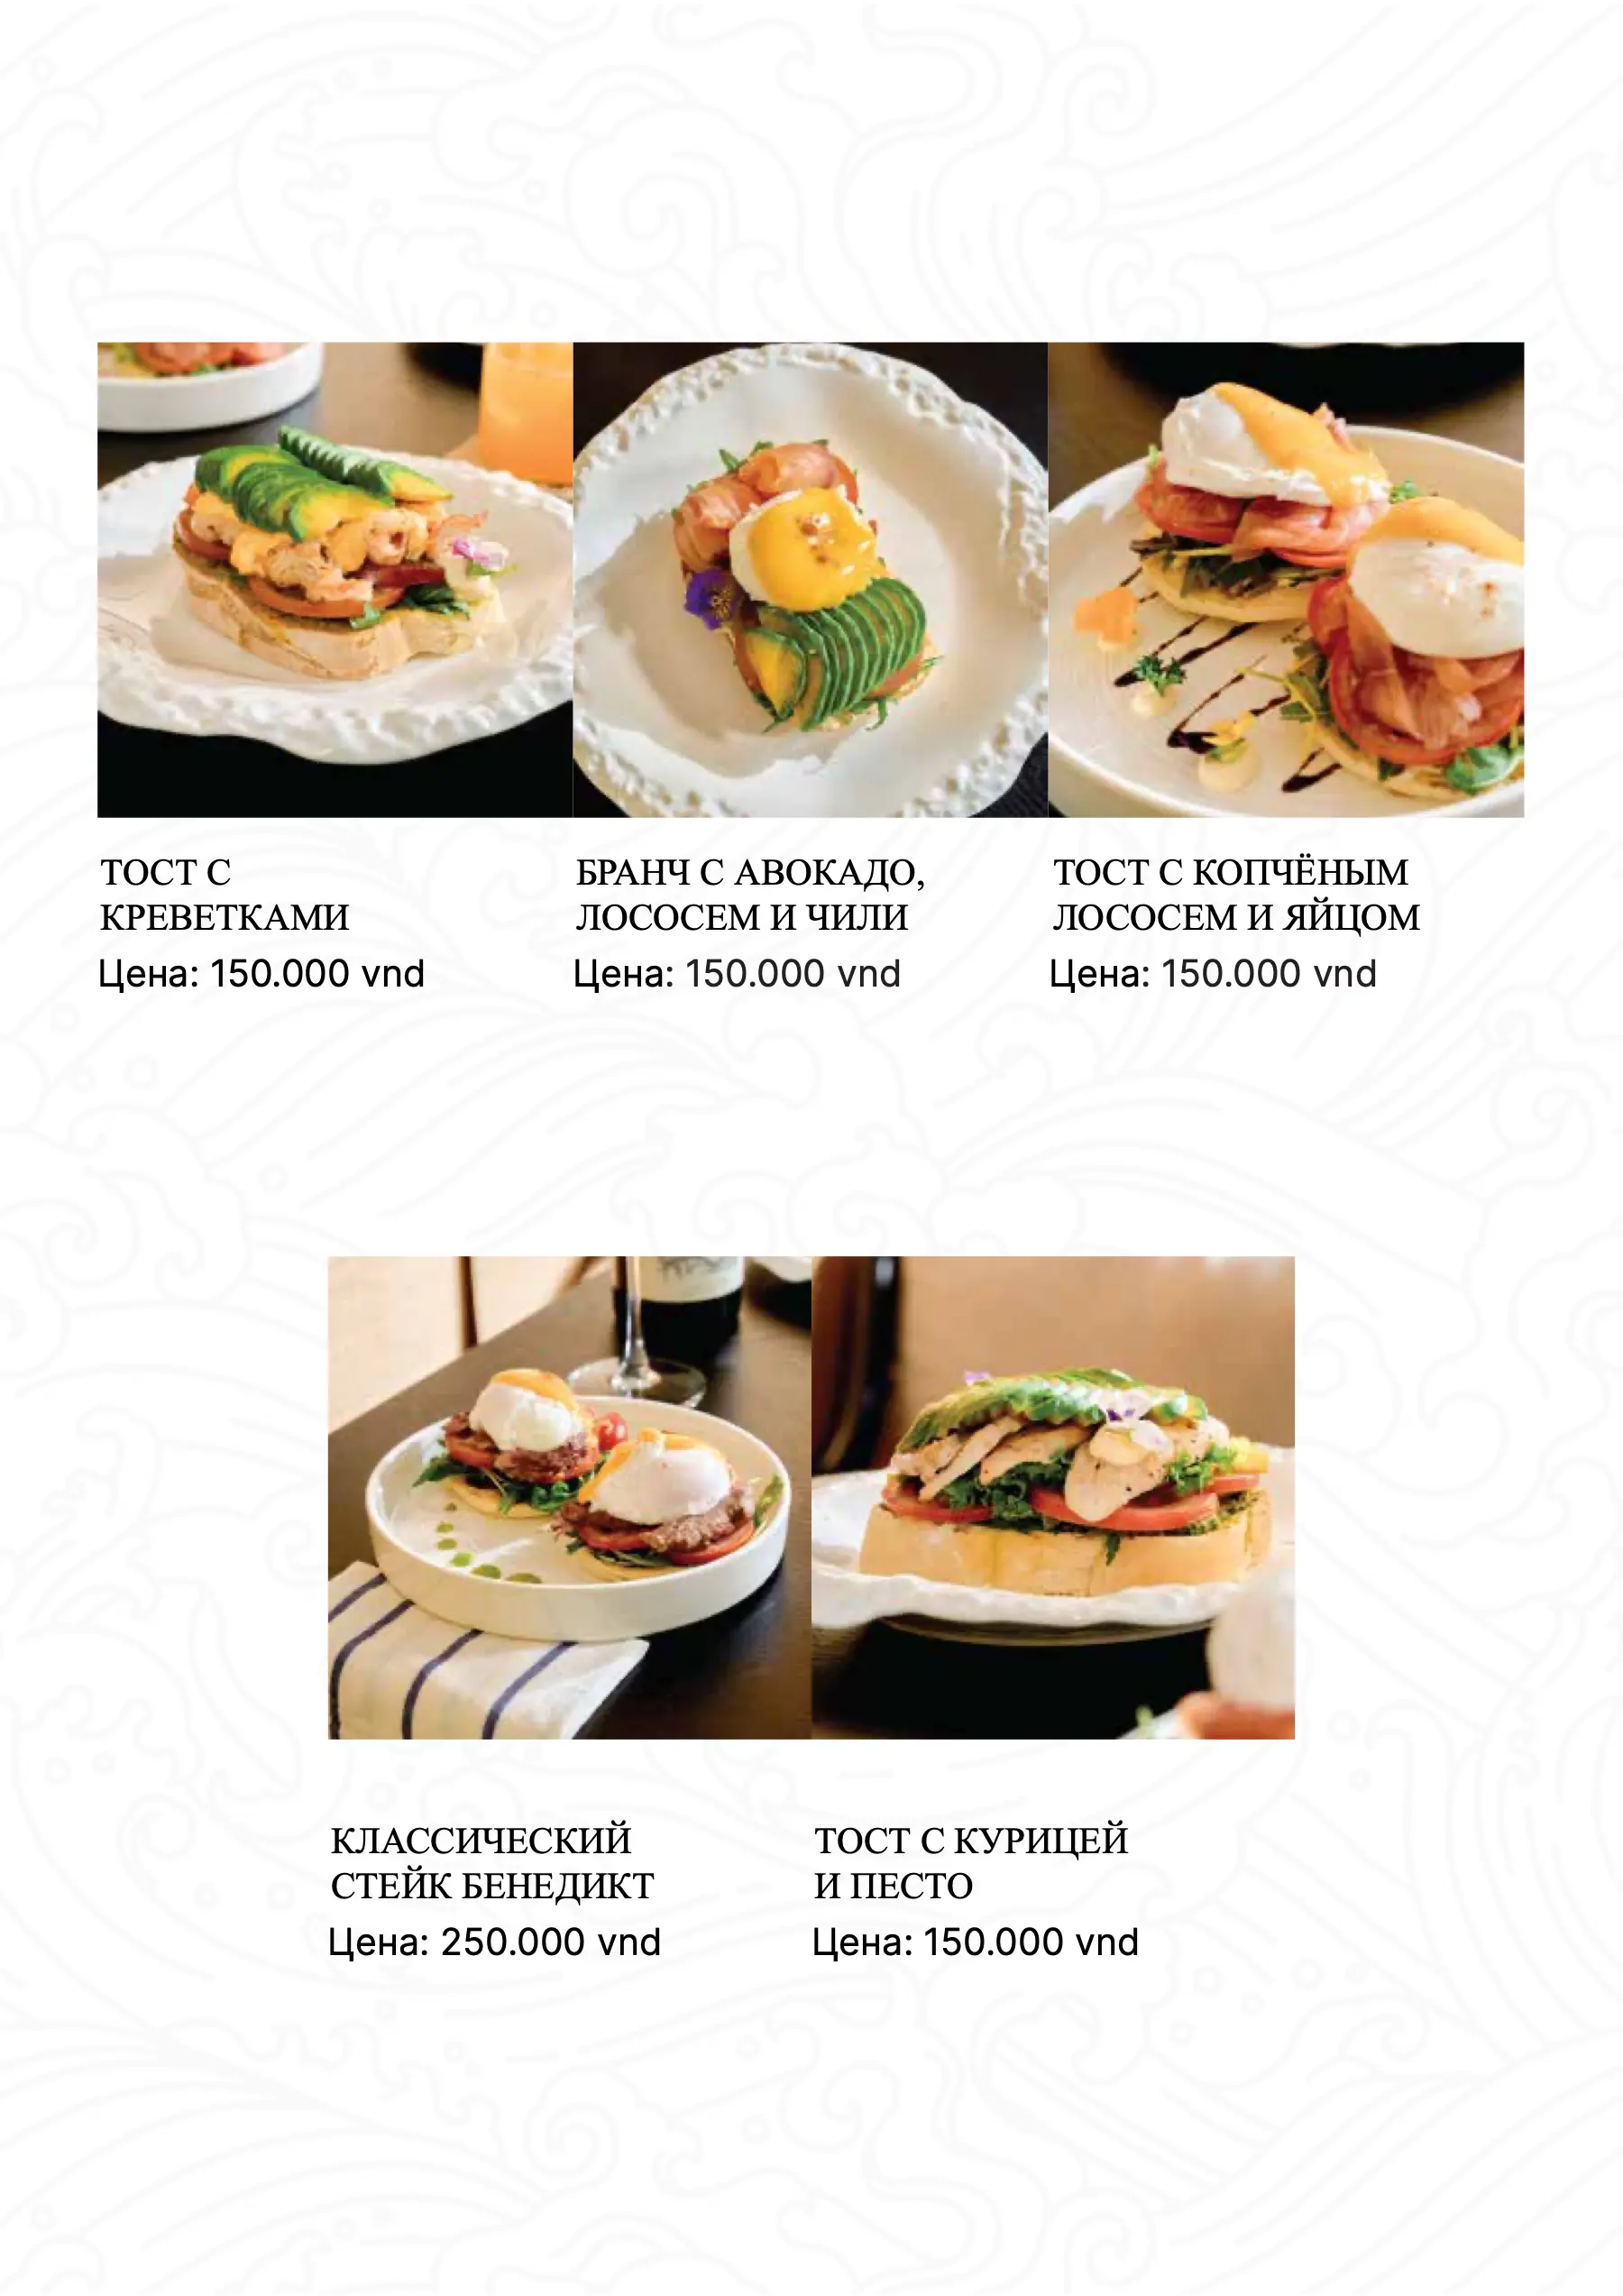 ТОСТ С
КРЕВЕТКАМИ
Цена: 150.000 vnd
БРАНЧ С АВОКАДО,
ЛОСОСЕМ И ЧИЛИ
Цена: 150.000 vnd
ТОСТ С КОПЧЁНЫМ
ЛОСОСЕМ И ЯЙЦОМ
Цена: 150.000 vnd
КЛАССИЧЕСКИЙ
СТЕЙК БЕНЕДИКТ
Цена: 250.000 vnd
ТОСТ С КУРИЦЕЙ
И ПЕСТО
Цена: 150.000 vnd